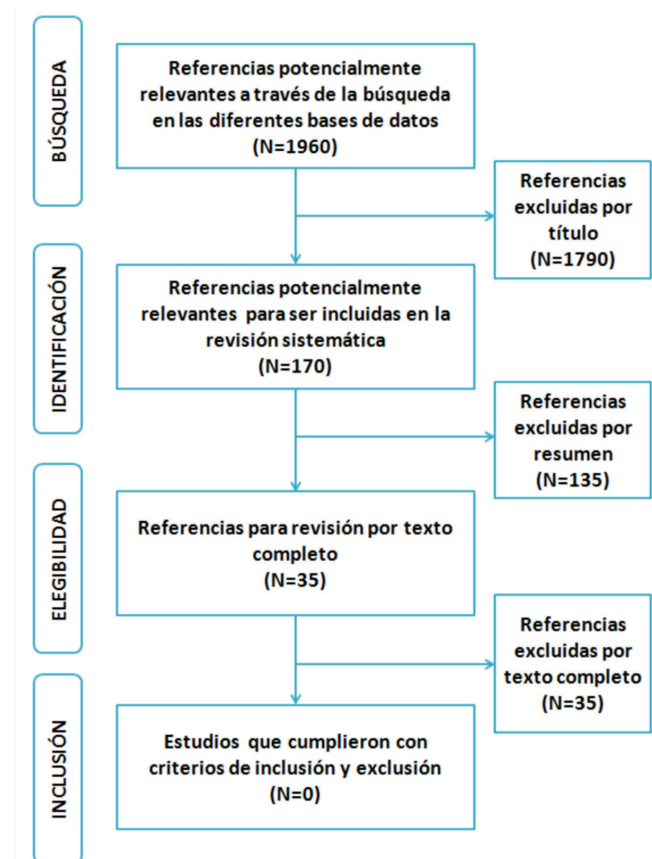 BÚSQUEDA
Referencias potencialmente
relevantes a través de la búsqueda
en las diferentes bases de datos
(N=1960)
Referencias
excluidas por
título
(N=1790)
IDENTIFICACIÓN
Referencias potencialmente
relevantes para ser incluidas en la
revisión sistemática
(N=170)
Referencias
excluidas por
resumen
(N=135)
ELEGIBILIDAD
Referencias para revisión por texto
completo
(N=35)
Referencias
excluidas por
texto completo
(N=35)
INCLUSIÓN
Estudios que cumplieron con
criterios de inclusión y exclusión
(N=0)